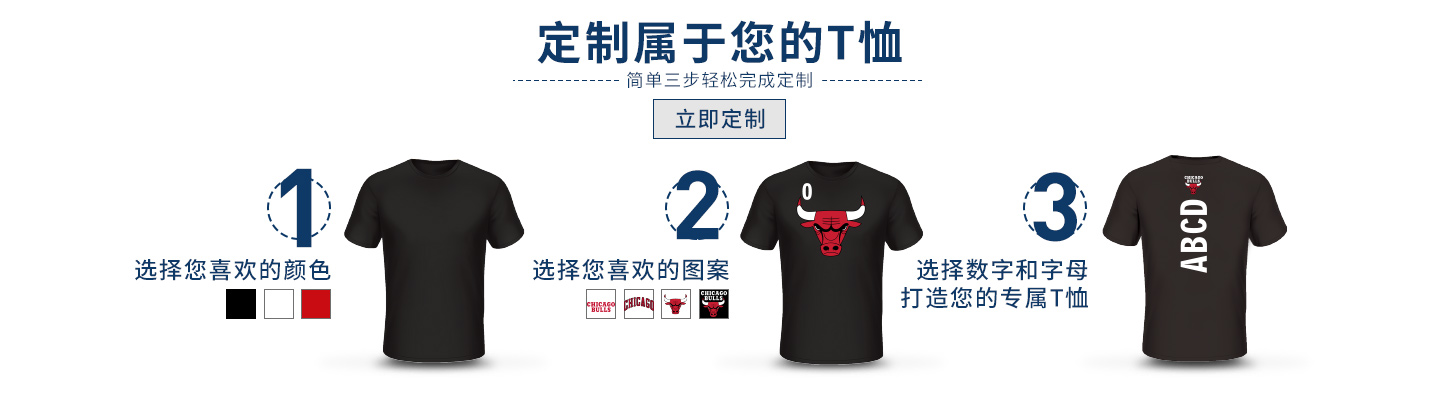 定制属于您的T恤
简单三步轻松完成定制
立即定制
1
选择您喜欢的颜色
2
选择您喜欢的图案
CHICAGO
BULLS
CHICAGO
CHICAGO
BULLS
0
3
选择数字和字母
打造您的专属T恤
CHICAGO
BULLS
ABCD